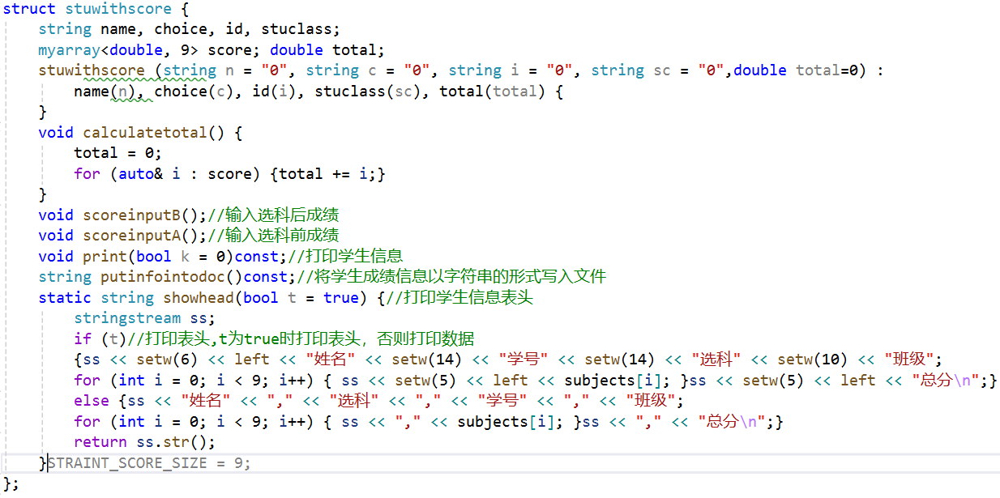 struct stuwithscore {
string name, choice, id, stuclass;
myarray<double, 9> score; double total;
stuwithscore (string n = "0", string c = "0", string i = "0", string sc = "0",double total=0) :
name(n), choice(c), id(i), stuclass(sc), total(total) {
}
void calculatetotal() {
total = 0;
for (auto& i : score) {total += i;}
}
void scoreinputB();//输入选科后成绩
void scoreinputA();//输入选科前成绩
void print(bool k = 0)const;//打印学生信息
string putinfointodoc()const;//将学生成绩信息以字符串的形式写入文件
static string showhead(bool t = true) {//打印学生信息表头
stringstream ss;
if (t)//打印表头,t为true时打印表头，否则打印数据
{ss << setw(6) << left << "姓名" << setw(14) << "学号" << setw(14) << "选科" << setw(10) << "班级";
for (int i = 0; i < 9; i++) { ss << setw(5) << left << subjects[i]; }ss << setw(5) << left << "总分\n";}
else {ss << "姓名" << "," << "选科" << "," << "学号" << "," << "班级";
for (int i = 0; i < 9; i++) { ss << "," << subjects[i]; }ss << "," << "总分\n";}
return ss.str();
}STRAINT_SCORE_SIZE = 9;
};